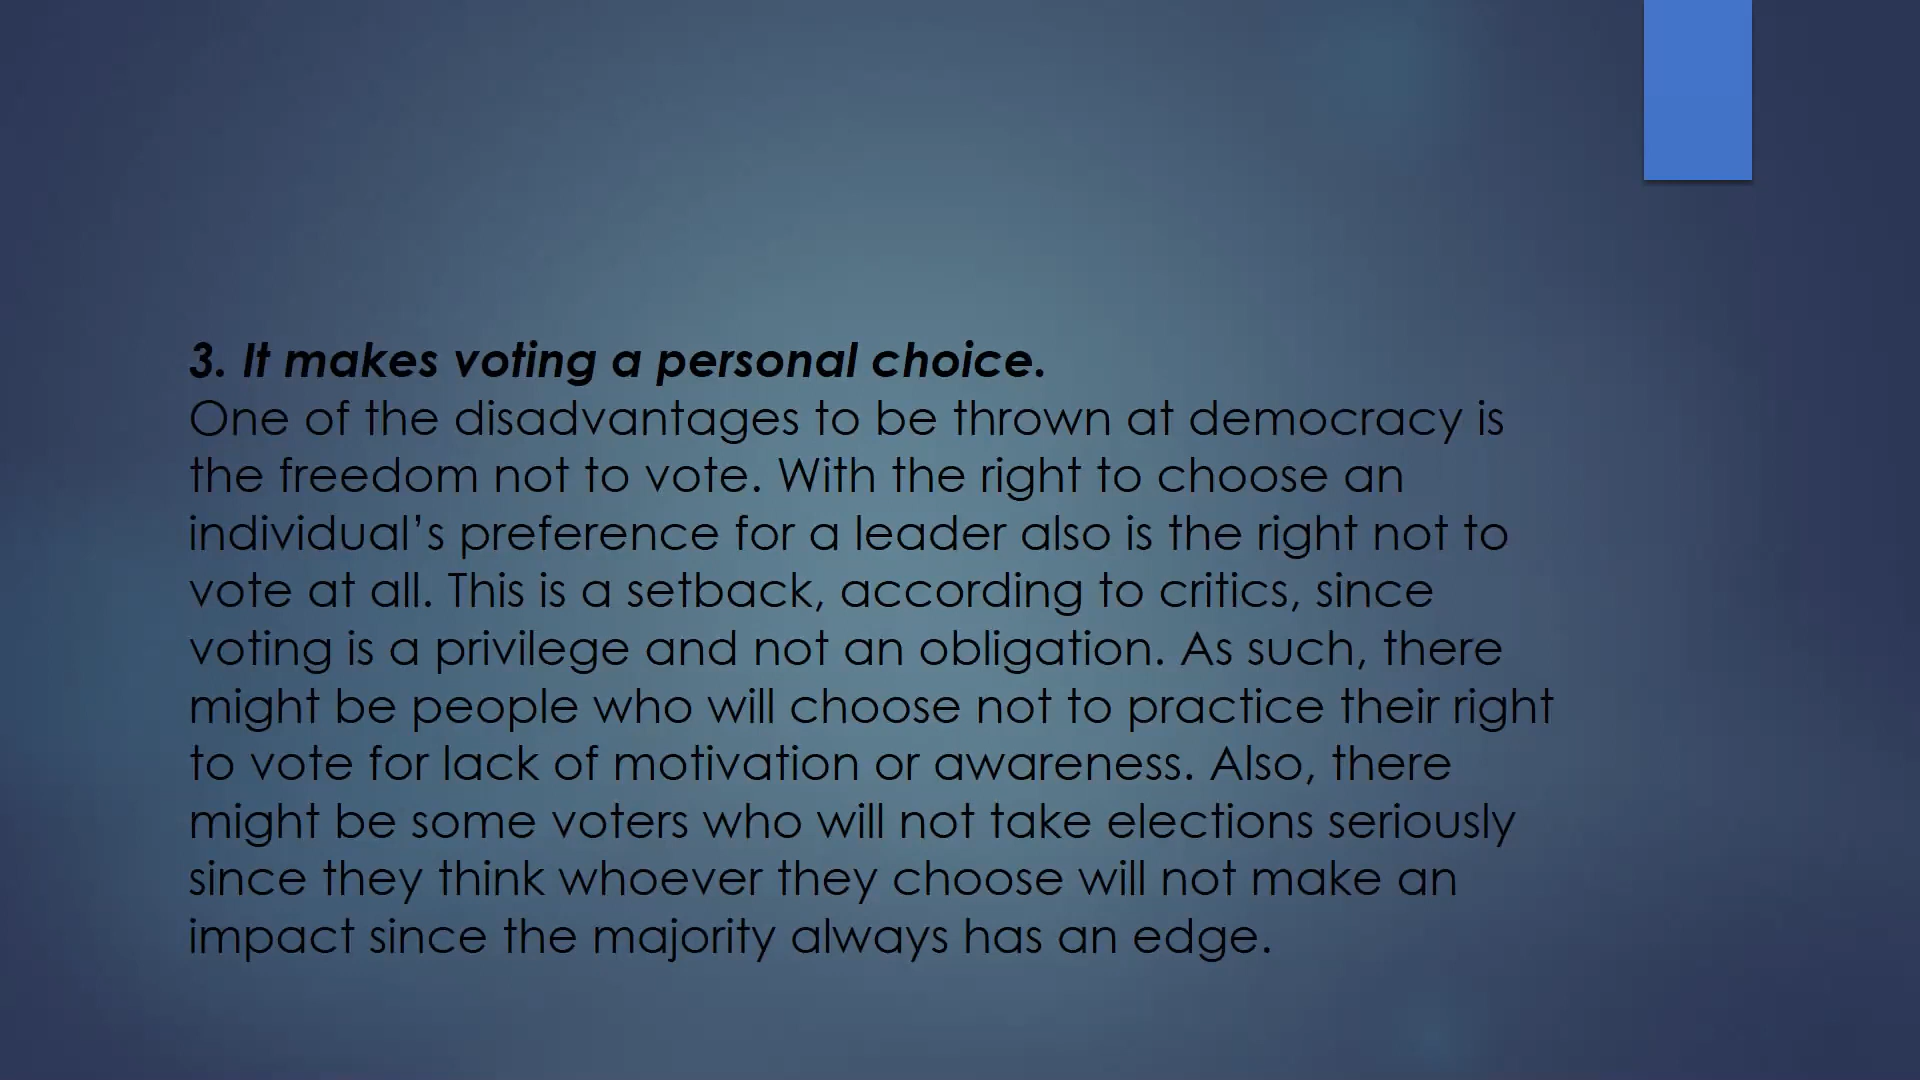 3. It makes voting a personal choice.
One of the disadvantages to be thrown at democracy is
the freedom not to vote. With the right to choose an
individual’s preference for a leader also is the right not to
vote at all. This is a setback, according to critics, since
voting is a privilege and not an obligation. As such, there
might be people who will choose not to practice their right
to vote for lack of motivation or awareness. Also, there
might be some voters who will not take elections seriously
since they think whoever they choose will not make an
impact since the majority always has an edge.